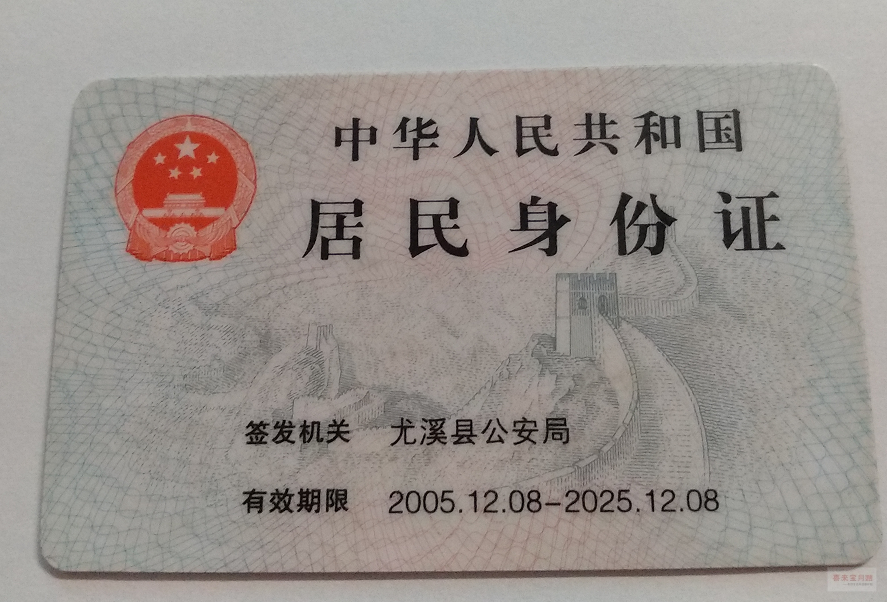 中华人民共和国
居民身份证
签发机关 尤溪县公安局
有效期限 2005.12.08-2025.12.08